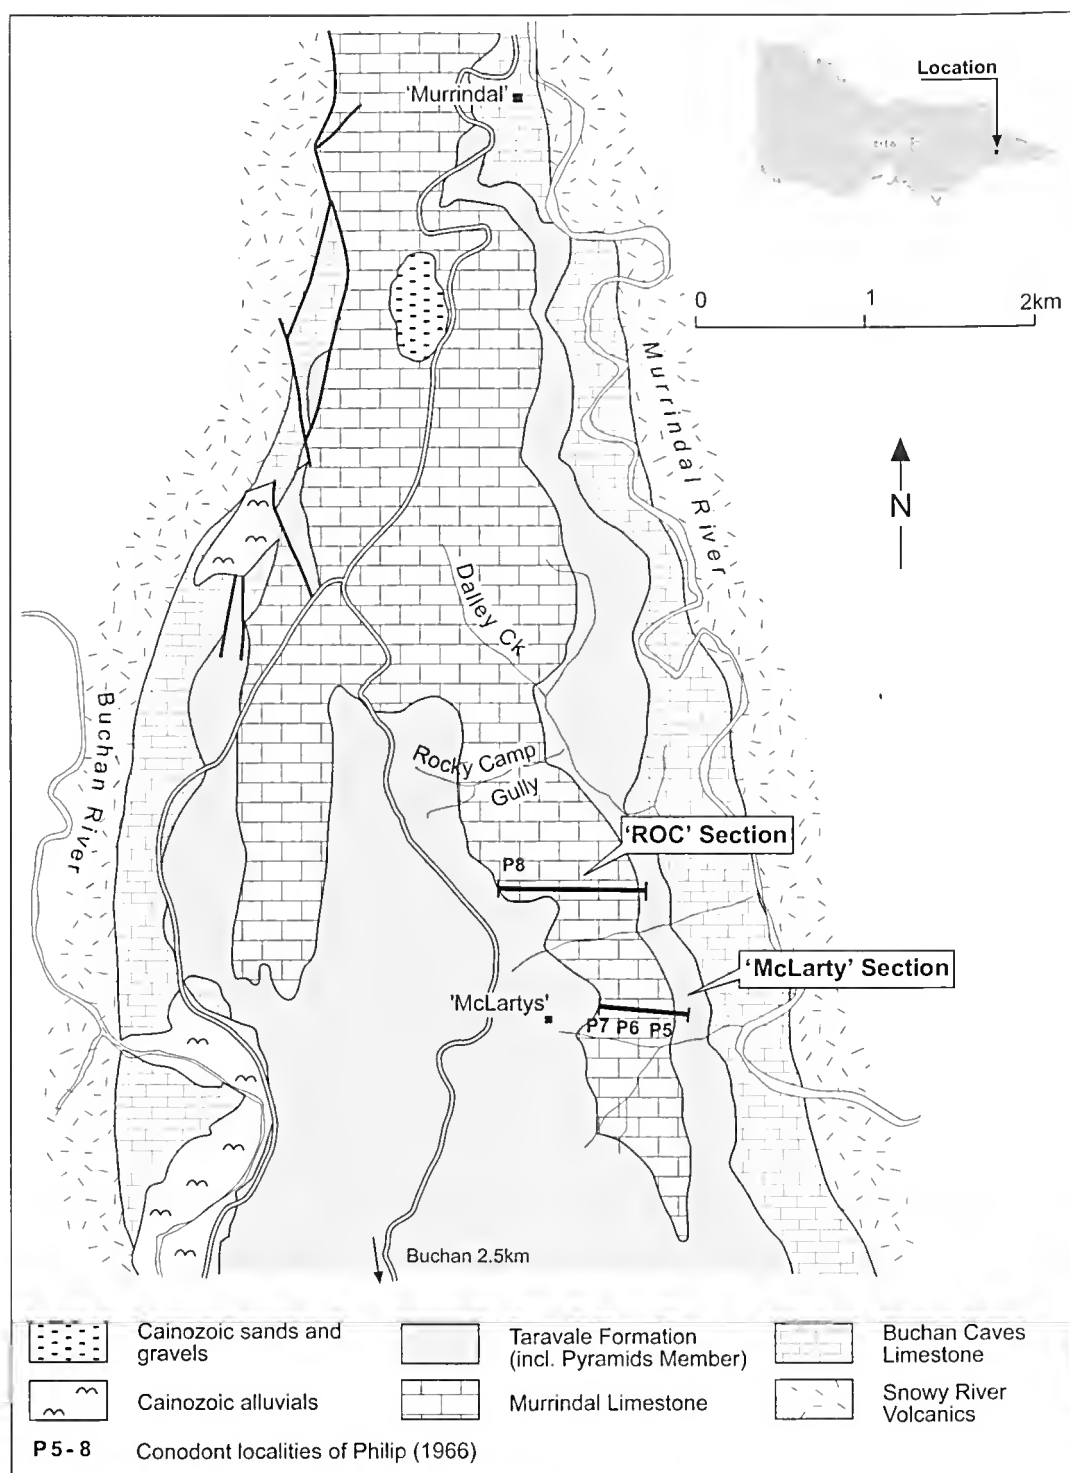 Location
'Murrindal'
0 1 2km
Murrindal River
N
Dalley Ck
Buchan River
Rocky Camp
Gully
'ROC' Section
P8
'McLarty' Section
'McLartys'
P7 P6 P5
Buchan 2.5km
Cainozoic sands and
gravels
Taravale Formation
(incl. Pyramids Member)
Buchan Caves
Limestone
Cainozoic alluvials
Murrindal Limestone
Snowy River
Volcanics
P5-8 Conodont localities of Philip (1966)